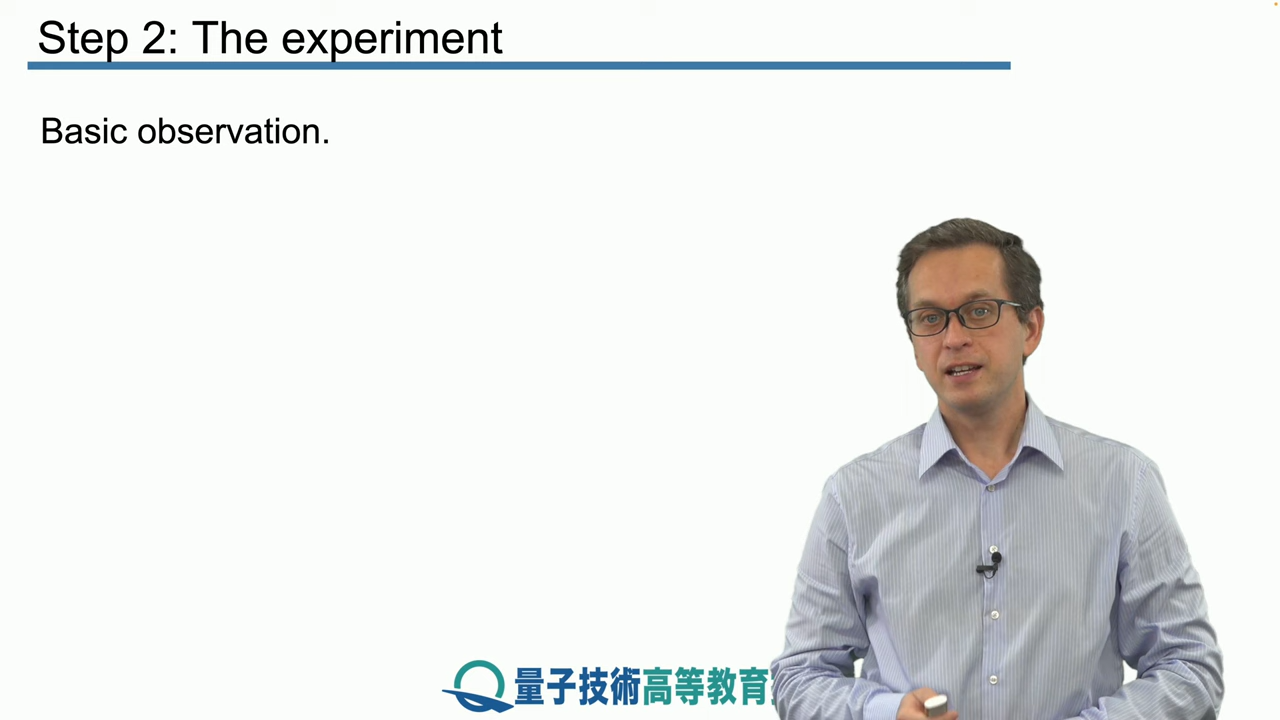 Step 2: The experiment
Basic observation.
量子技術高等教育